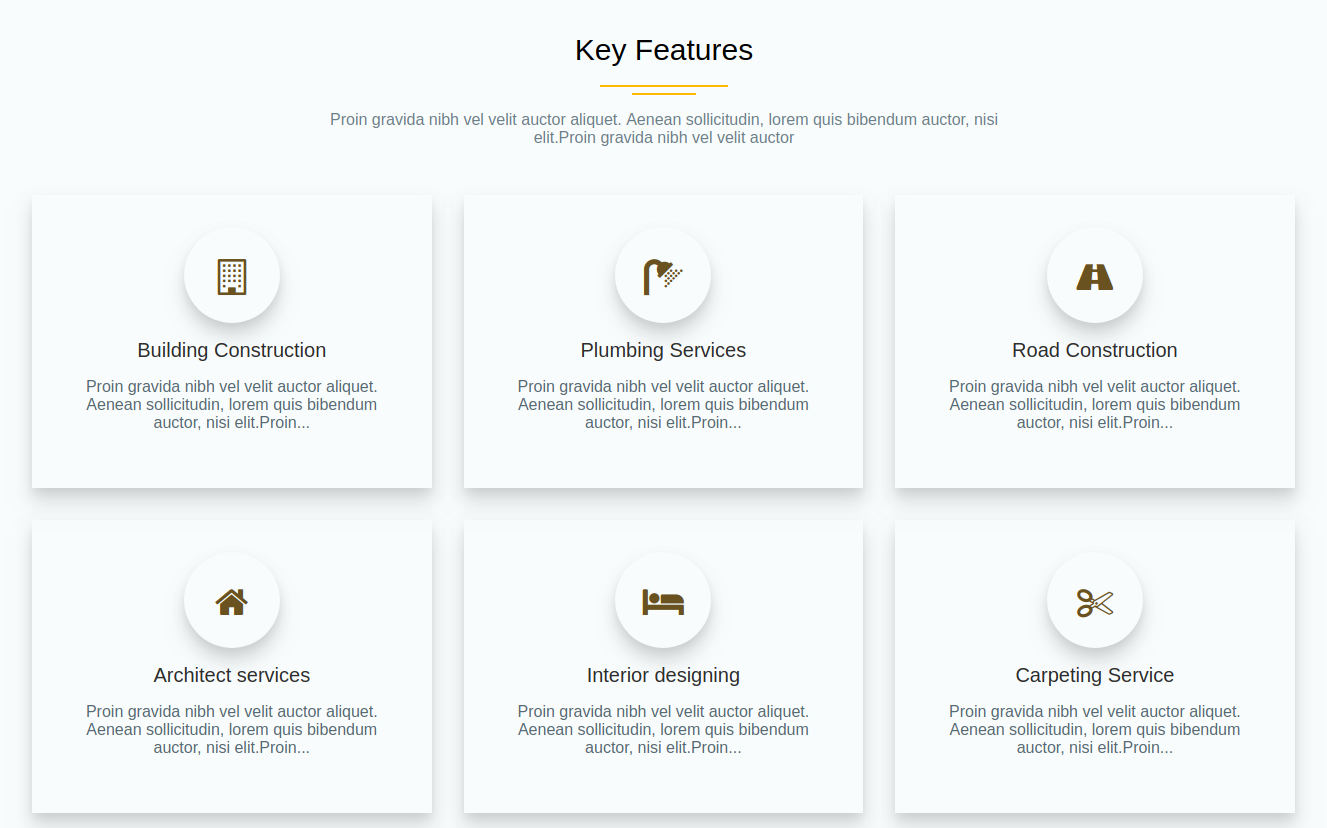 Key Features
Proin gravida nibh vel velit auctor aliquet. Aenean sollicitudin, lorem quis bibendum auctor, nisi
elit.Proin gravida nibh vel velit auctor
Building Construction
Proin gravida nibh vel velit auctor aliquet.
Aenean sollicitudin, lorem quis bibendum
auctor, nisi elit.Proin...
Plumbing Services
Proin gravida nibh vel velit auctor aliquet.
Aenean sollicitudin, lorem quis bibendum
auctor, nisi elit.Proin...
Road Construction
Proin gravida nibh vel velit auctor aliquet.
Aenean sollicitudin, lorem quis bibendum
auctor, nisi elit.Proin...
Architect services
Proin gravida nibh vel velit auctor aliquet.
Aenean sollicitudin, lorem quis bibendum
auctor, nisi elit.Proin...
Interior designing
Proin gravida nibh vel velit auctor aliquet.
Aenean sollicitudin, lorem quis bibendum
auctor, nisi elit.Proin...
Carpeting Service
Proin gravida nibh vel velit auctor aliquet.
Aenean sollicitudin, lorem quis bibendum
auctor, nisi elit.Proin...